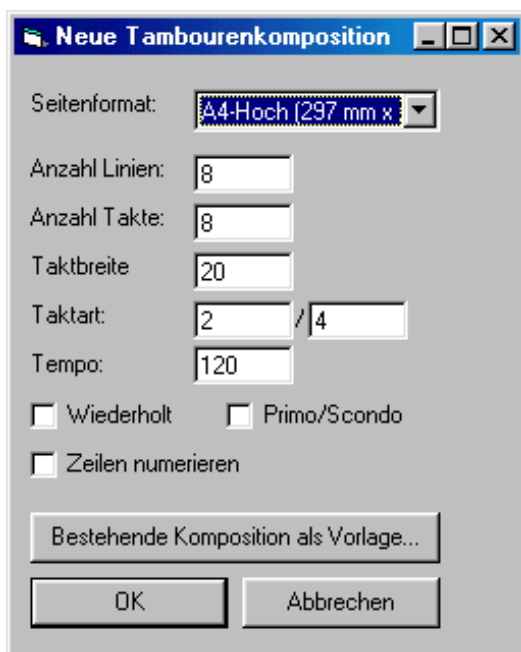 Neue Tambourenkomposition
Seitenformat: A4-Hoch (297 mm x
Anzahl Linien: 8
Anzahl Takte: 8
Taktbreite 20
Taktart: 2 / 4
Tempo: 120
Wiederholt Primo/Scondo
Zeilen numerieren
Bestehende Komposition als Vorlage...
OK Abbrechen